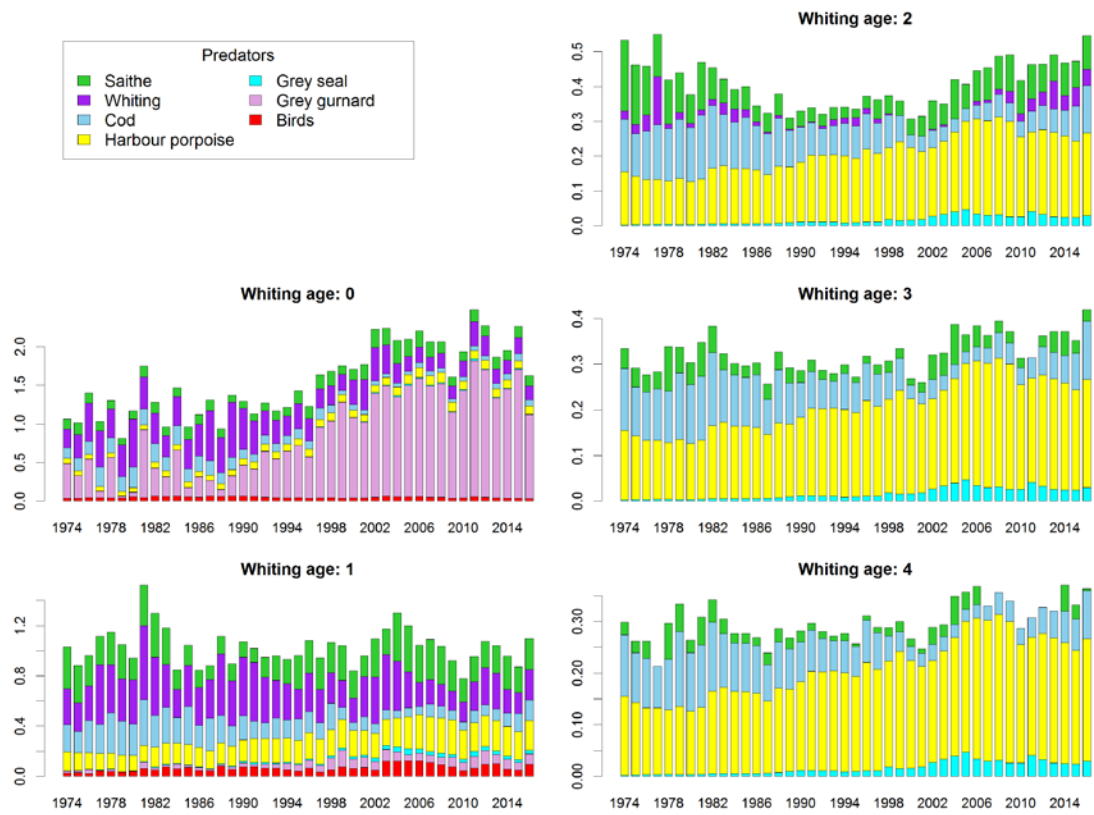 Predators
Saithe
Whiting
Cod
Harbour porpoise
Grey seal
Grey gurnard
Birds
Whiting age: 2
0.0 0.1 0.2 0.3 0.4 0.5
1974 1978 1982 1986 1990 1994 1998 2002 2006 2010 2014
Whiting age: 0
0.0 0.5 1.0 1.5 2.0
1974 1978 1982 1986 1990 1994 1998 2002 2006 2010 2014
Whiting age: 3
0.0 0.1 0.2 0.3 0.4
1974 1978 1982 1986 1990 1994 1998 2002 2006 2010 2014
Whiting age: 1
0.0 0.4 0.8 1.2
1974 1978 1982 1986 1990 1994 1998 2002 2006 2010 2014
Whiting age: 4
0.00 0.10 0.20 0.30
1974 1978 1982 1986 1990 1994 1998 2002 2006 2010 2014